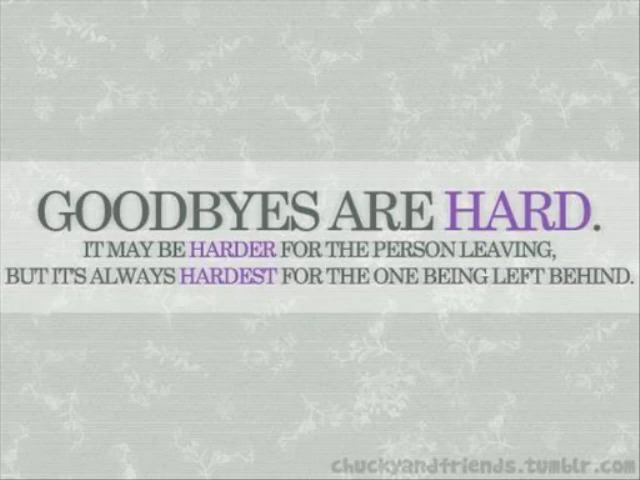 GOODBYES ARE HARD.
IT MAY BE HARDER FOR THE PERSON LEAVING,
BUT IT'S ALWAYS HARDEST FOR THE ONE BEING LEFT BEHIND.
chuckyandfriends.tumblr.com